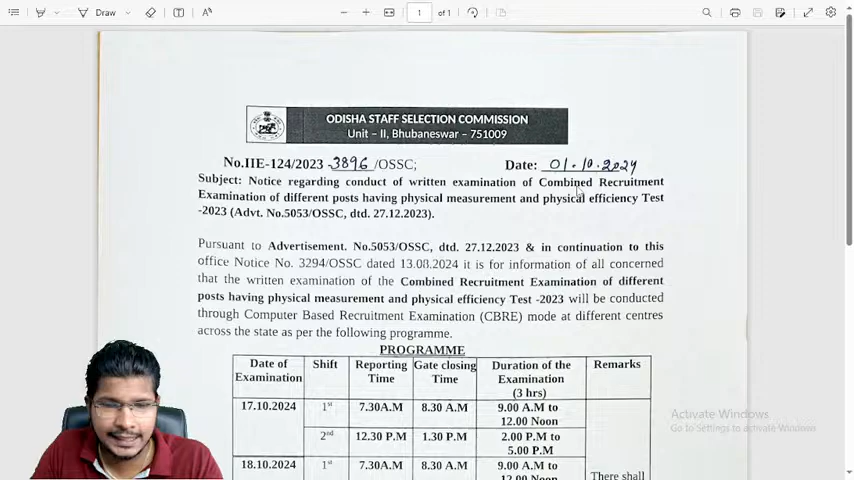 Draw
1
of 1
ODISHA STAFF SELECTION COMMISSION
Unit – II, Bhubaneswar – 751009
No.IIE-124/2023 -3896 /OSSC; Date: 01.10.2024
Subject: Notice regarding conduct of written examination of Combined Recruitment
Examination of different posts having physical measurement and physical efficiency Test
-2023 (Advt. No.5053/OSSC, dtd. 27.12.2023).
Pursuant to Advertisement. No.5053/OSSC, dtd. 27.12.2023 & in continuation to this
office Notice No. 3294/OSSC dated 13.08.2024 it is for information of all concerned
that the written examination of the Combined Recruitment Examination of different
posts having physical measurement and physical efficiency Test -2023 will be conducted
through Computer Based Recruitment Examination (CBRE) mode at different centres
across the state as per the following programme.
PROGRAMME
Date of Shift Reporting Gate closing Duration of the Remarks
Examination Time Time Examination
(3 hrs)
17.10.2024 1st 7.30A.M 8.30 A.M 9.00 A.M to
12.00 Noon
2nd 12.30 P.M 1.30 P.M 2.00 P.M to
5.00 P.M
18.10.2024 1st 7.30A.M 8.30 A.M 9.00 A.M to
There shall
12.00 Noon
Activate Windows
Go to Settings to activate Windows.